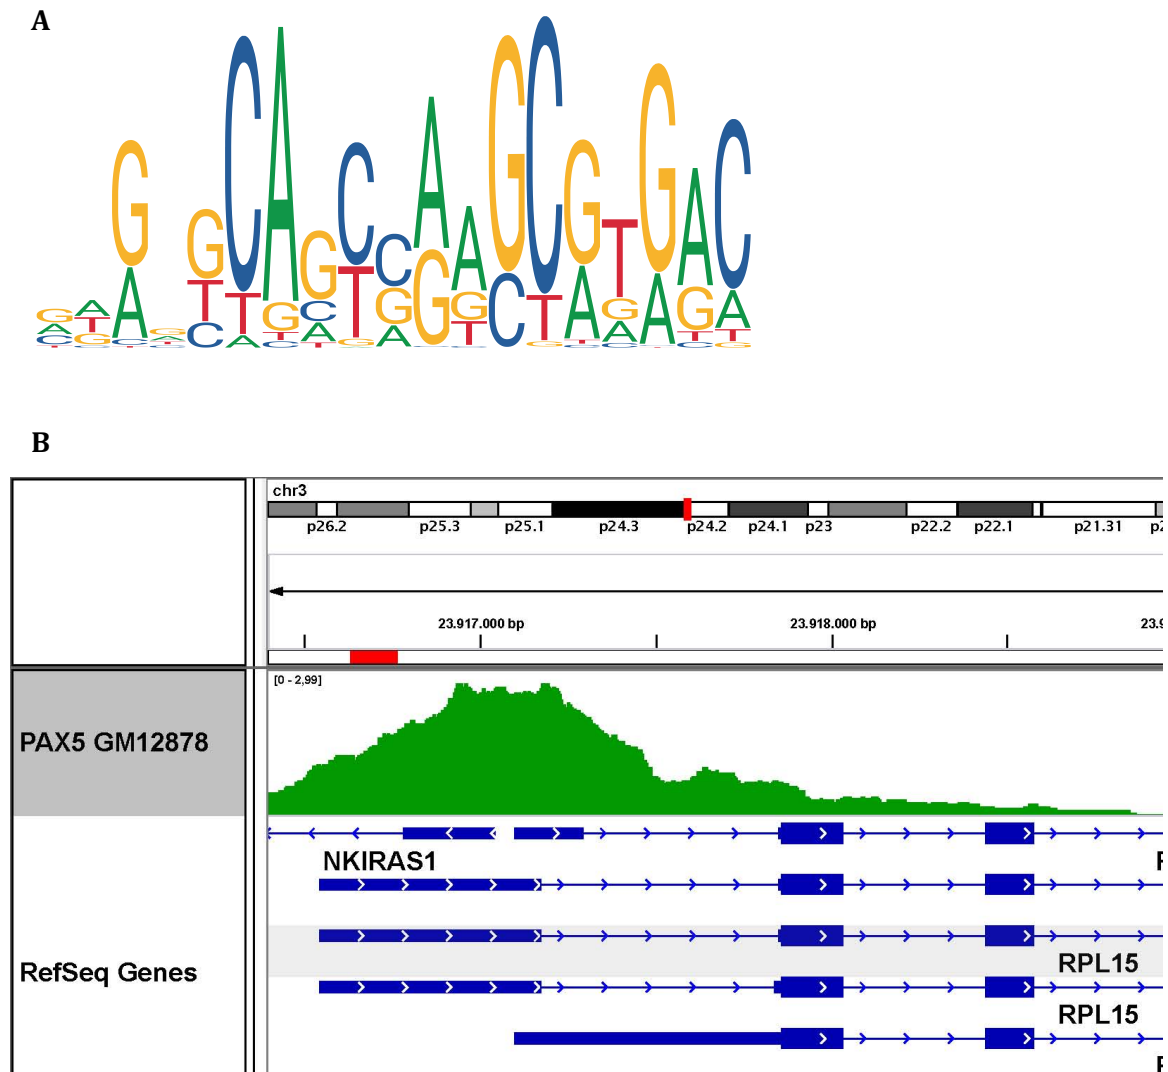 A
GAGGCAGCCAAGCGTGAC
B
chr3
p26.2 p25.3 p25.1 p24.3 p24.2 p24.1 p23 p22.2 p22.1 p21.31
23.917.000 bp 23.918.000 bp
[0 - 2,99]
PAX5 GM12878
NKIRAS1
RefSeq Genes
RPL15
RPL15